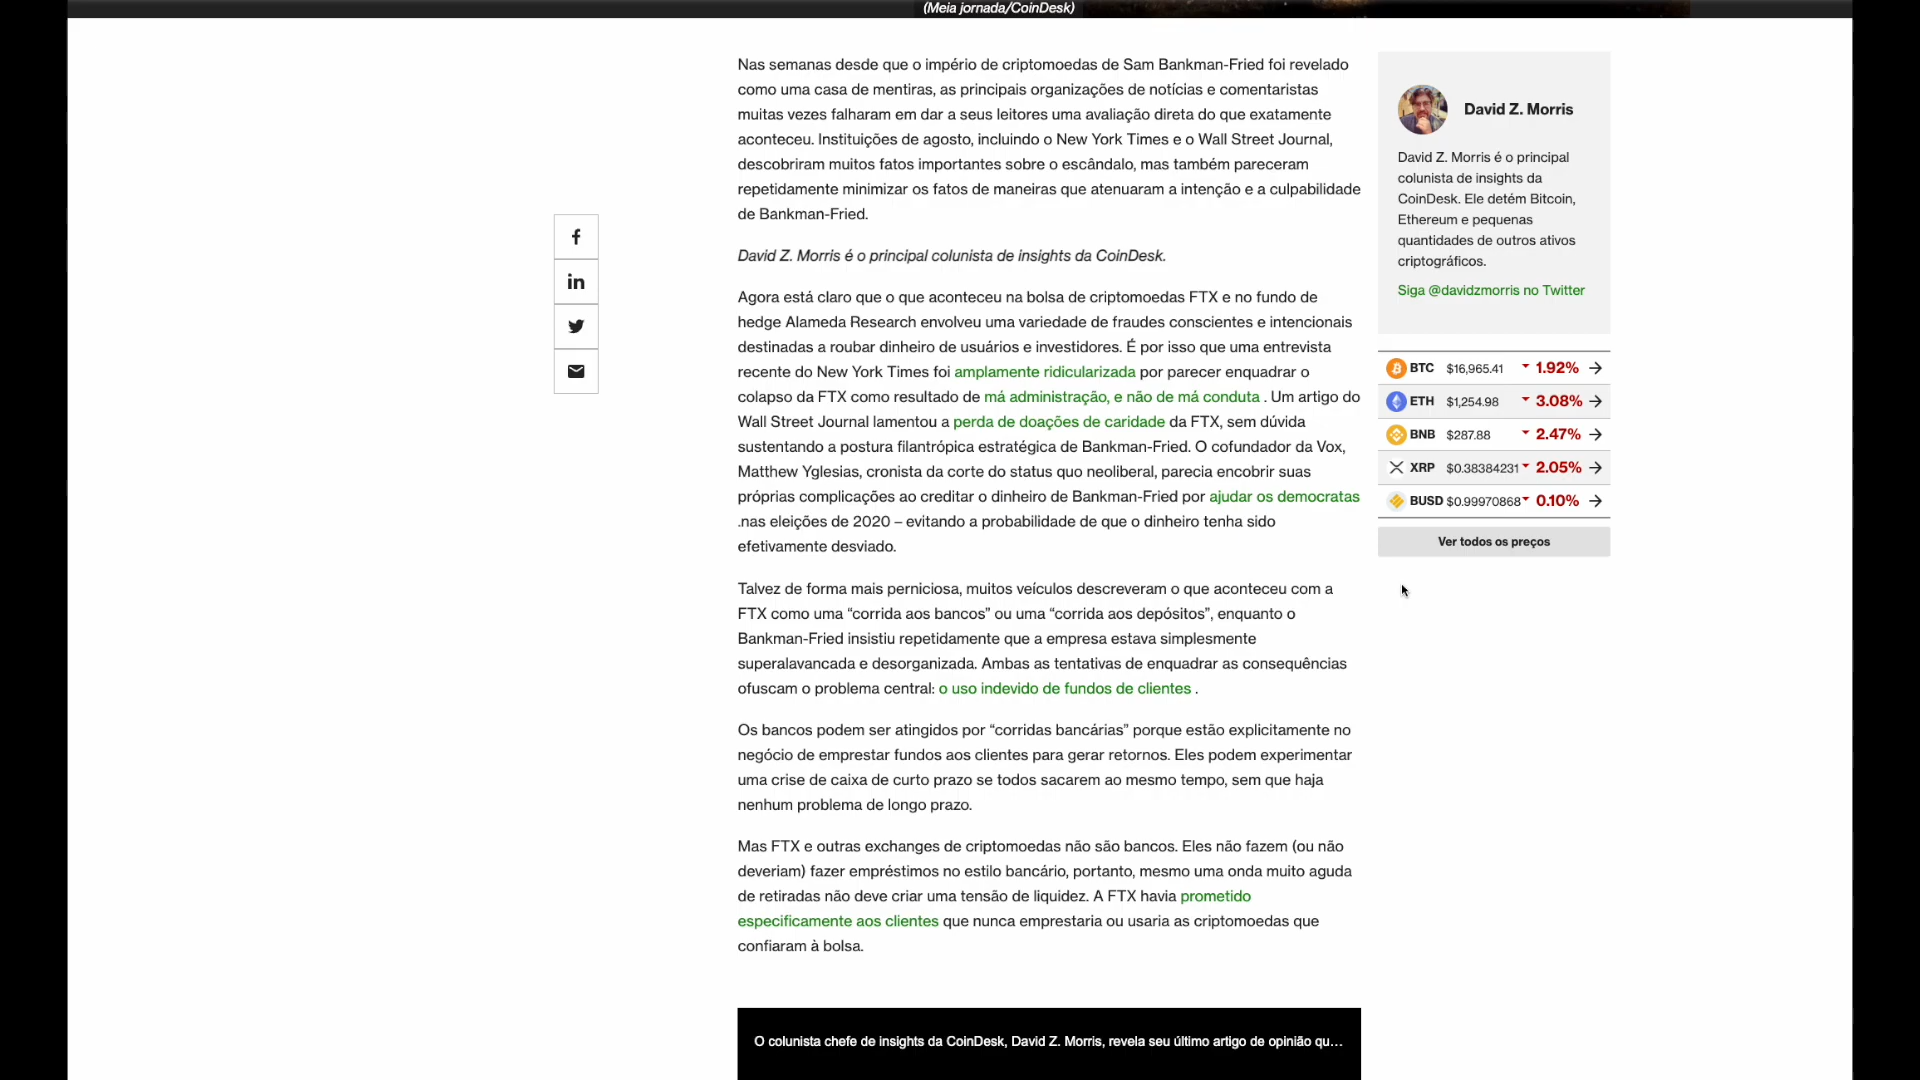 (Meia jornada/CoinDesk)
Nas semanas desde que o império de criptomoedas de Sam Bankman-Fried foi revelado
como uma casa de mentiras, as principais organizações de notícias e comentaristas
muitas vezes falharam em dar a seus leitores uma avaliação direta do que exatamente
aconteceu. Instituições de agosto, incluindo o New York Times e o Wall Street Journal,
descobriram muitos fatos importantes sobre o escândalo, mas também pareceram
repetidamente minimizar os fatos de maneiras que atenuaram a intenção e a culpabilidade
de Bankman-Fried.
David Z. Morris é o principal colunista de insights da CoinDesk.
Agora está claro que o que aconteceu na bolsa de criptomoedas FTX e no fundo de
hedge Alameda Research envolveu uma variedade de fraudes conscientes e intencionais
destinadas a roubar dinheiro de usuários e investidores. É por isso que uma entrevista
recente do New York Times foi amplamente ridicularizada por parecer enquadrar o
colapso da FTX como resultado de má administração, e não de má conduta . Um artigo do
Wall Street Journal lamentou a perda de doações de caridade da FTX, sem dúvida
sustentando a postura filantrópica estratégica de Bankman-Fried. O cofundador da Vox,
Matthew Yglesias, cronista da corte do status quo neoliberal, parecia encobrir suas
próprias complicações ao creditar o dinheiro de Bankman-Fried por ajudar os democratas
.nas eleições de 2020 – evitando a probabilidade de que o dinheiro tenha sido
efetivamente desviado.
Talvez de forma mais perniciosa, muitos veículos descreveram o que aconteceu com a
FTX como uma “corrida aos bancos” ou uma “corrida aos depósitos”, enquanto o
Bankman-Fried insistiu repetidamente que a empresa estava simplesmente
superalavancada e desorganizada. Ambas as tentativas de enquadrar as consequências
ofuscam o problema central: o uso indevido de fundos de clientes .
Os bancos podem ser atingidos por “corridas bancárias” porque estão explicitamente no
negócio de emprestar fundos aos clientes para gerar retornos. Eles podem experimentar
uma crise de caixa de curto prazo se todos sacarem ao mesmo tempo, sem que haja
nenhum problema de longo prazo.
Mas FTX e outras exchanges de criptomoedas não são bancos. Eles não fazem (ou não
deveriam) fazer empréstimos no estilo bancário, portanto, mesmo uma onda muito aguda
de retiradas não deve criar uma tensão de liquidez. A FTX havia prometido
especificamente aos clientes que nunca emprestaria ou usaria as criptomoedas que
confiaram à bolsa.
O colunista chefe de insights da CoinDesk, David Z. Morris, revela seu último artigo de opinião qu…
David Z. Morris
David Z. Morris é o principal
colunista de insights da
CoinDesk. Ele detém Bitcoin,
Ethereum e pequenas
quantidades de outros ativos
criptográficos.
Siga @davidzmorris no Twitter
BTC $16,965.41 1.92%
ETH $1,254.98 3.08%
BNB $287.88 2.47%
XRP $0.38384231 2.05%
BUSD $0.99970868 0.10%
Ver todos os preços